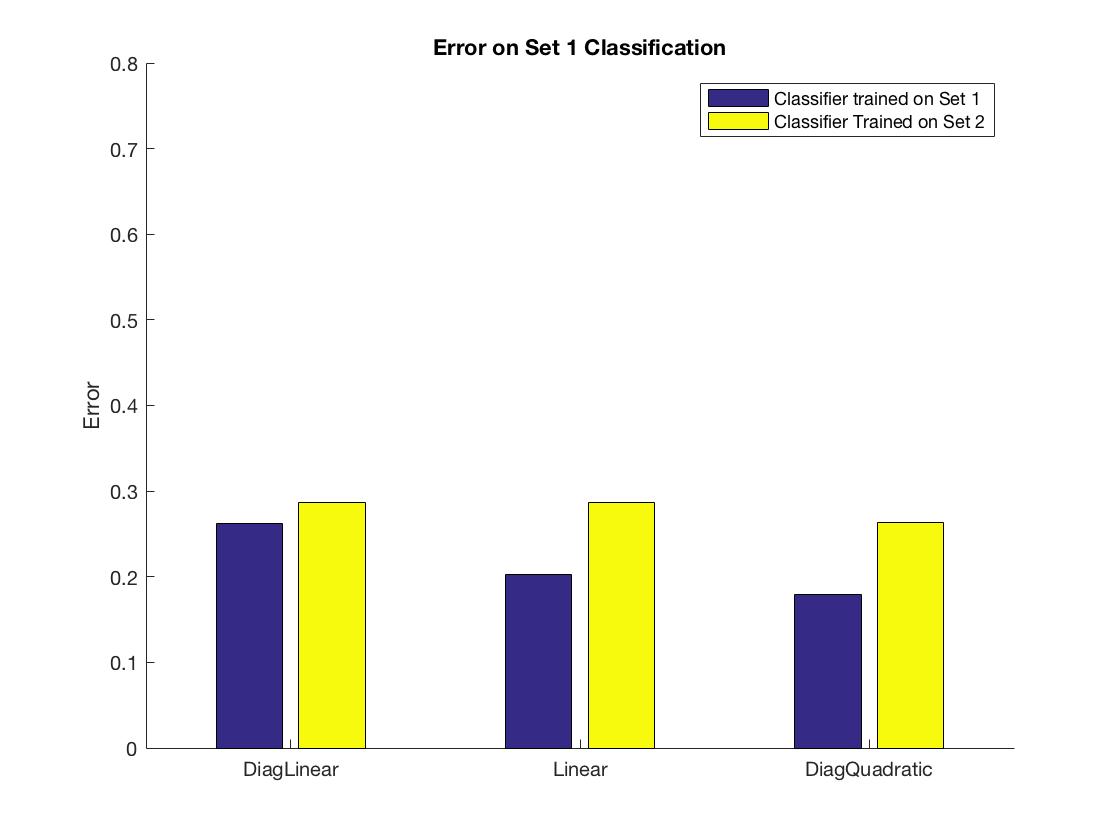 Error on Set 1 Classification
Classifier trained on Set 1
Classifier Trained on Set 2
Error
0.8
0.7
0.6
0.5
0.4
0.3
0.2
0.1
0
DiagLinear
Linear
DiagQuadratic